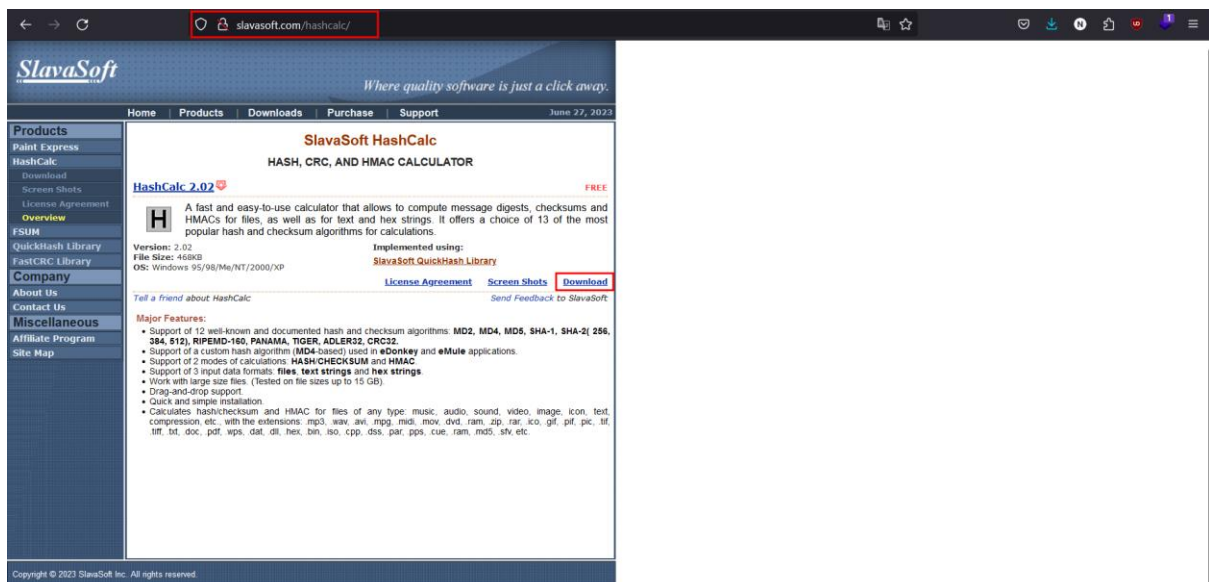 slavasoft.com/hashcalc/
SlavaSoft
Where quality software is just a click away.
Home | Products | Downloads | Purchase | Support
June 27, 2023
Products
Paint Express
HashCalc
Download
Screen Shots
License Agreement
Overview
FSUM
QuickHash Library
FastCRC Library
Company
About Us
Contact Us
Miscellaneous
Affiliate Program
Site Map
SlavaSoft HashCalc
HASH, CRC, AND HMAC CALCULATOR
HashCalc 2.02
FREE
H
A fast and easy-to-use calculator that allows to compute message digests, checksums and
HMACs for files, as well as for text and hex strings. It offers a choice of 13 of the most
popular hash and checksum algorithms for calculations.
Version: 2.02
File Size: 468KB
OS: Windows 95/98/Me/NT/2000/XP
Implemented using:
SlavaSoft QuickHash Library
License Agreement Screen Shots Download
Tell a friend about HashCalc
Send Feedback to SlavaSoft
Major Features:
• Support of 12 well-known and documented hash and checksum algorithms: MD2, MD4, MD5, SHA-1, SHA-2( 256,
384, 512), RIPEMD-160, PANAMA, TIGER, ADLER32, CRC32.
• Support of a custom hash algorithm (MD4-based) used in eDonkey and eMule applications.
• Support of 2 modes of calculations: HASH/CHECKSUM and HMAC.
• Support of 3 input data formats: files, text strings and hex strings.
• Work with large size files. (Tested on file sizes up to 15 GB).
• Drag-and-drop support.
• Quick and simple installation.
• Calculates hash/checksum and HMAC for files of any type: music, audio, sound, video, image, icon, text,
compression, etc., with the extensions: .mp3, .wav, .avi, .mpg, .midi, .mov, .dvd, .ram, .zip, .rar, .ico, .gif, .pif, .pic, .tif,
.tiff, .txt, .doc, .pdf, .wps, .dat, .dll, .hex, .bin, .iso, .cpp, .dss, .par, .pps, .cue, .ram, .md5, .sfv, etc.
Copyright © 2023 SlavaSoft Inc. All rights reserved.